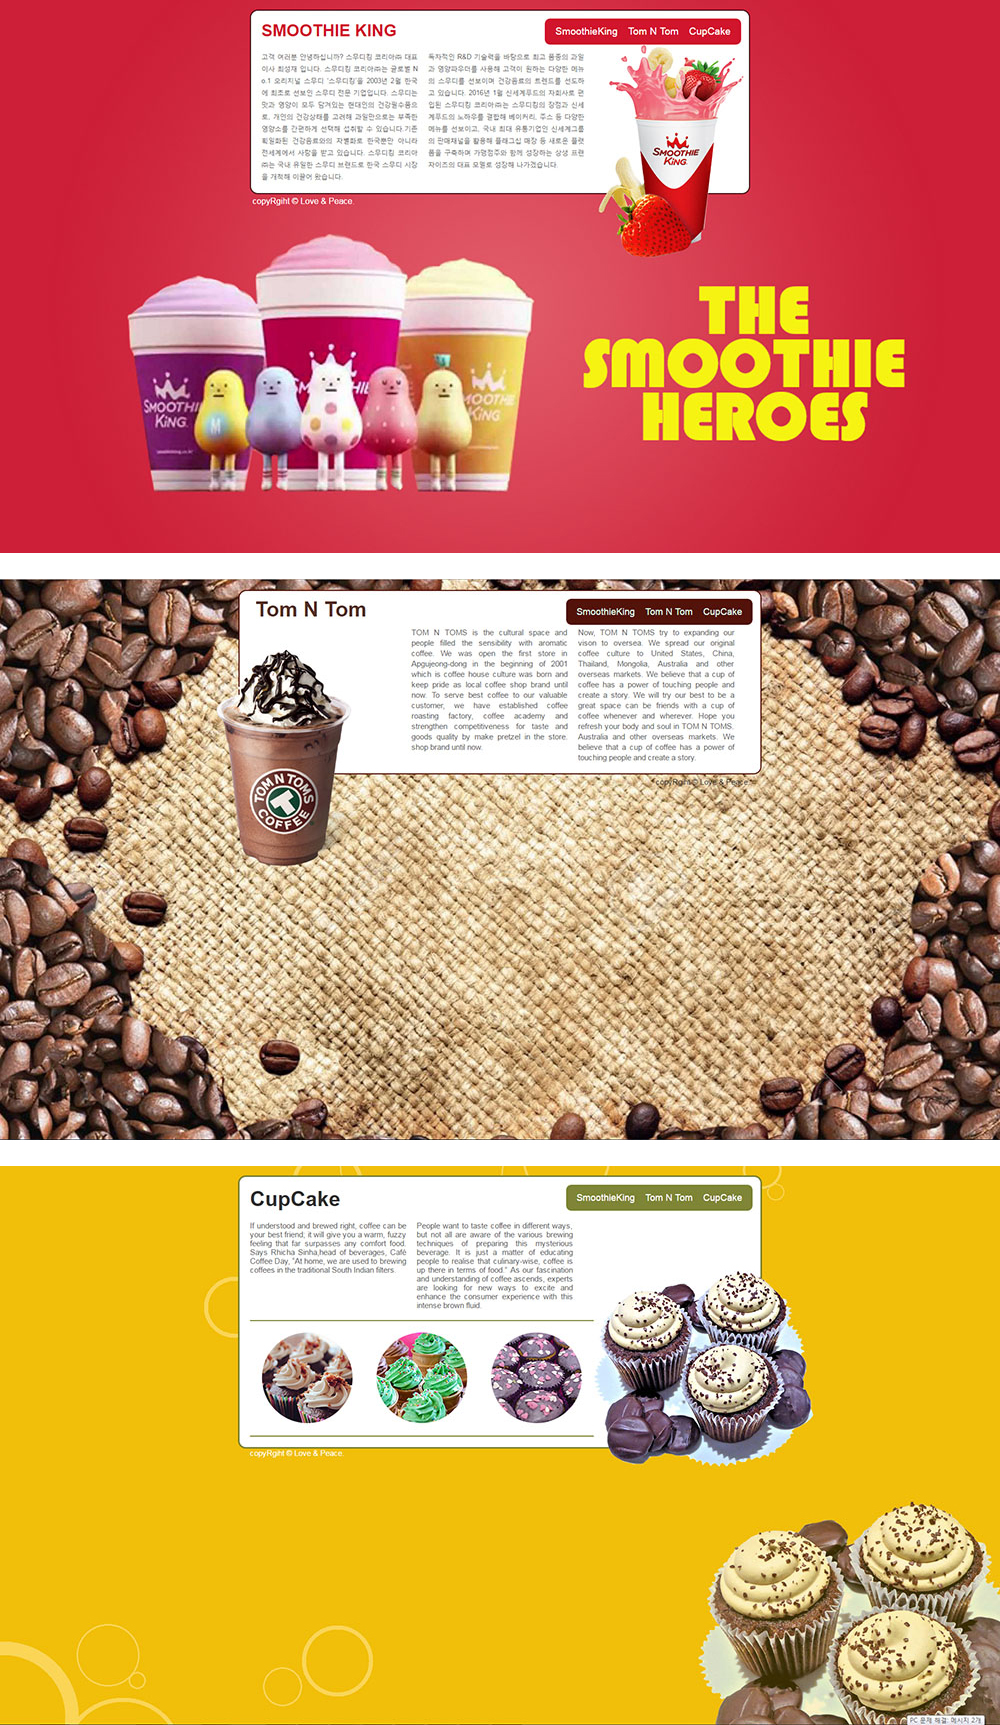 SMOOTHIE KING
SmoothieKing Tom N Tom CupCake
고객 여러분 안녕하십니까? 스무디킹 코리아㈜ 대표
이사 최성재 입니다. 스무디킹 코리아㈜는 글로벌 N
o.1 오리지널 스무디 '스무디킹'을 2003년 2월 한국
에 최초로 선보인 스무디 전문 기업입니다. 스무디는
맛과 영양이 모두 담겨있는 현대인의 건강필수품으
로, 개인의 건강상태를 고려해 과일만으로는 부족한
영양소를 간편하게 선택해 섭취할 수 있습니다.기존
획일화된 건강음료와의 차별화로 한국뿐만 아니라
전세계에서 사랑을 받고 있습니다. 스무디킹 코리아
㈜는 국내 유일한 스무디 브랜드로 한국 스무디 시장
을 개척해 이끌어 왔습니다.
독자적인 R&D 기술력을 바탕으로 최고 품종의 과일
과 영양파우더를 사용해 고객이 원하는 다양한 메뉴
의 스무디를 선보이며 건강음료의 트렌드를 선도하
고 있습니다. 2016년 1월 신세계푸드의 자회사로 편
입된 스무디킹 코리아㈜는 스무디킹의 장점과 신세
계푸드의 노하우를 결합해 베이커리, 주스 등 다양한
메뉴를 선보이고, 국내 최대 유통기업인 신세계그룹
의 판매채널을 활용해 플래그십 매장 등 새로운 플랫
폼을 구축하며 가맹점주와 함께 성장하는 상생 프랜
차이즈의 대표 모델로 성장해 나가겠습니다.
SMOOTHIE
KING
copyRgiht © Love & Peace.
THE
SMOOTHIE
HEROES
SMOOTHIE
KING
M
Tom N Tom
SmoothieKing Tom N Tom CupCake
TOM N TOMS is the cultural space and
people filled the sensibility with aromatic
coffee. We was open the first store in
Apgujeong-dong in the beginning of 2001
which is coffee house culture was born and
keep pride as local coffee shop brand until
now. To serve best coffee to our valuable
customer, we have established coffee
roasting factory, coffee academy and
strengthen competitiveness for taste and
goods quality by make pretzel in the store.
shop brand until now.
Now, TOM N TOMS try to expanding our
vison to oversea. We spread our original
coffee culture to United States, China,
Thailand, Mongolia, Australia and other
overseas markets. We believe that a cup of
coffee has a power of touching people and
create a story. We will try our best to be a
great space can be friends with a cup of
coffee whenever and wherever. Hope you
refresh your body and soul in TOM N TOMS.
Australia and other overseas markets. We
believe that a cup of coffee has a power of
touching people and create a story.
TOM N TOMS
COFFEE
copyRgiht © Love & Peace.
CupCake
SmoothieKing Tom N Tom CupCake
If understood and brewed right, coffee can be
your best friend; it will give you a warm, fuzzy
feeling that far surpasses any comfort food.
Says Rhicha Sinha,head of beverages, Café
Coffee Day, "At home, we are used to brewing
coffees in the traditional South Indian filters.
People want to taste coffee in different ways,
but not all are aware of the various brewing
techniques of preparing this mysterious
beverage. It is just a matter of educating
people to realise that culinary-wise, coffee is
up there in terms of food." As our fascination
and understanding of coffee ascends, experts
are looking for new ways to excite and
enhance the consumer experience with this
intense brown fluid.
copyRgiht © Love & Peace.
PC 문제 해결: 메시지 2개